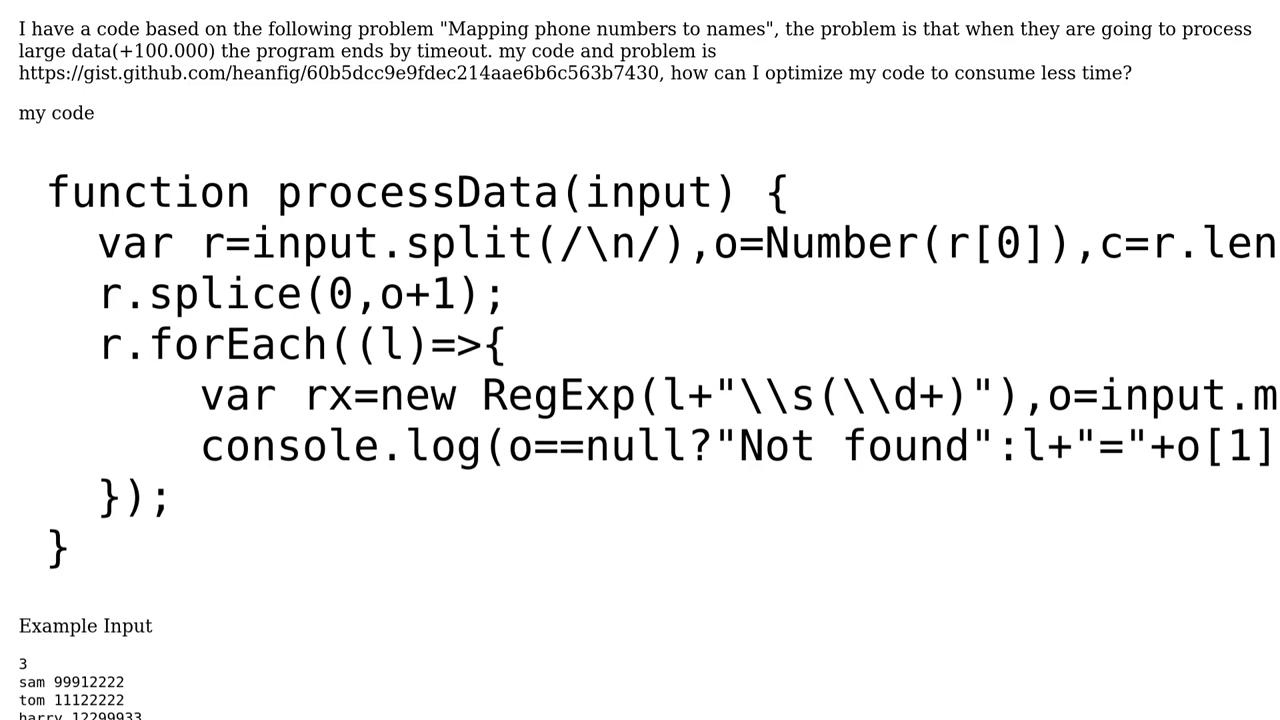 I have a code based on the following problem "Mapping phone numbers to names", the problem is that when they are going to process
large data(+100.000) the program ends by timeout. my code and problem is
https://gist.github.com/heanfig/60b5dcc9e9fdec214aae6b6c563b7430, how can I optimize my code to consume less time?
my code
function processData(input) {
var r=input.split(/\n/),o=Number(r[0]),c=r.len
r.splice(0,o+1);
r.forEach((l)=>{
var rx=new RegExp(l+"\\s(\\d+)"),o=input.m
console.log(o==null?"Not found":l+"="+o[1]
});
}
Example Input
3
sam 99912222
tom 11122222
harry 12299933